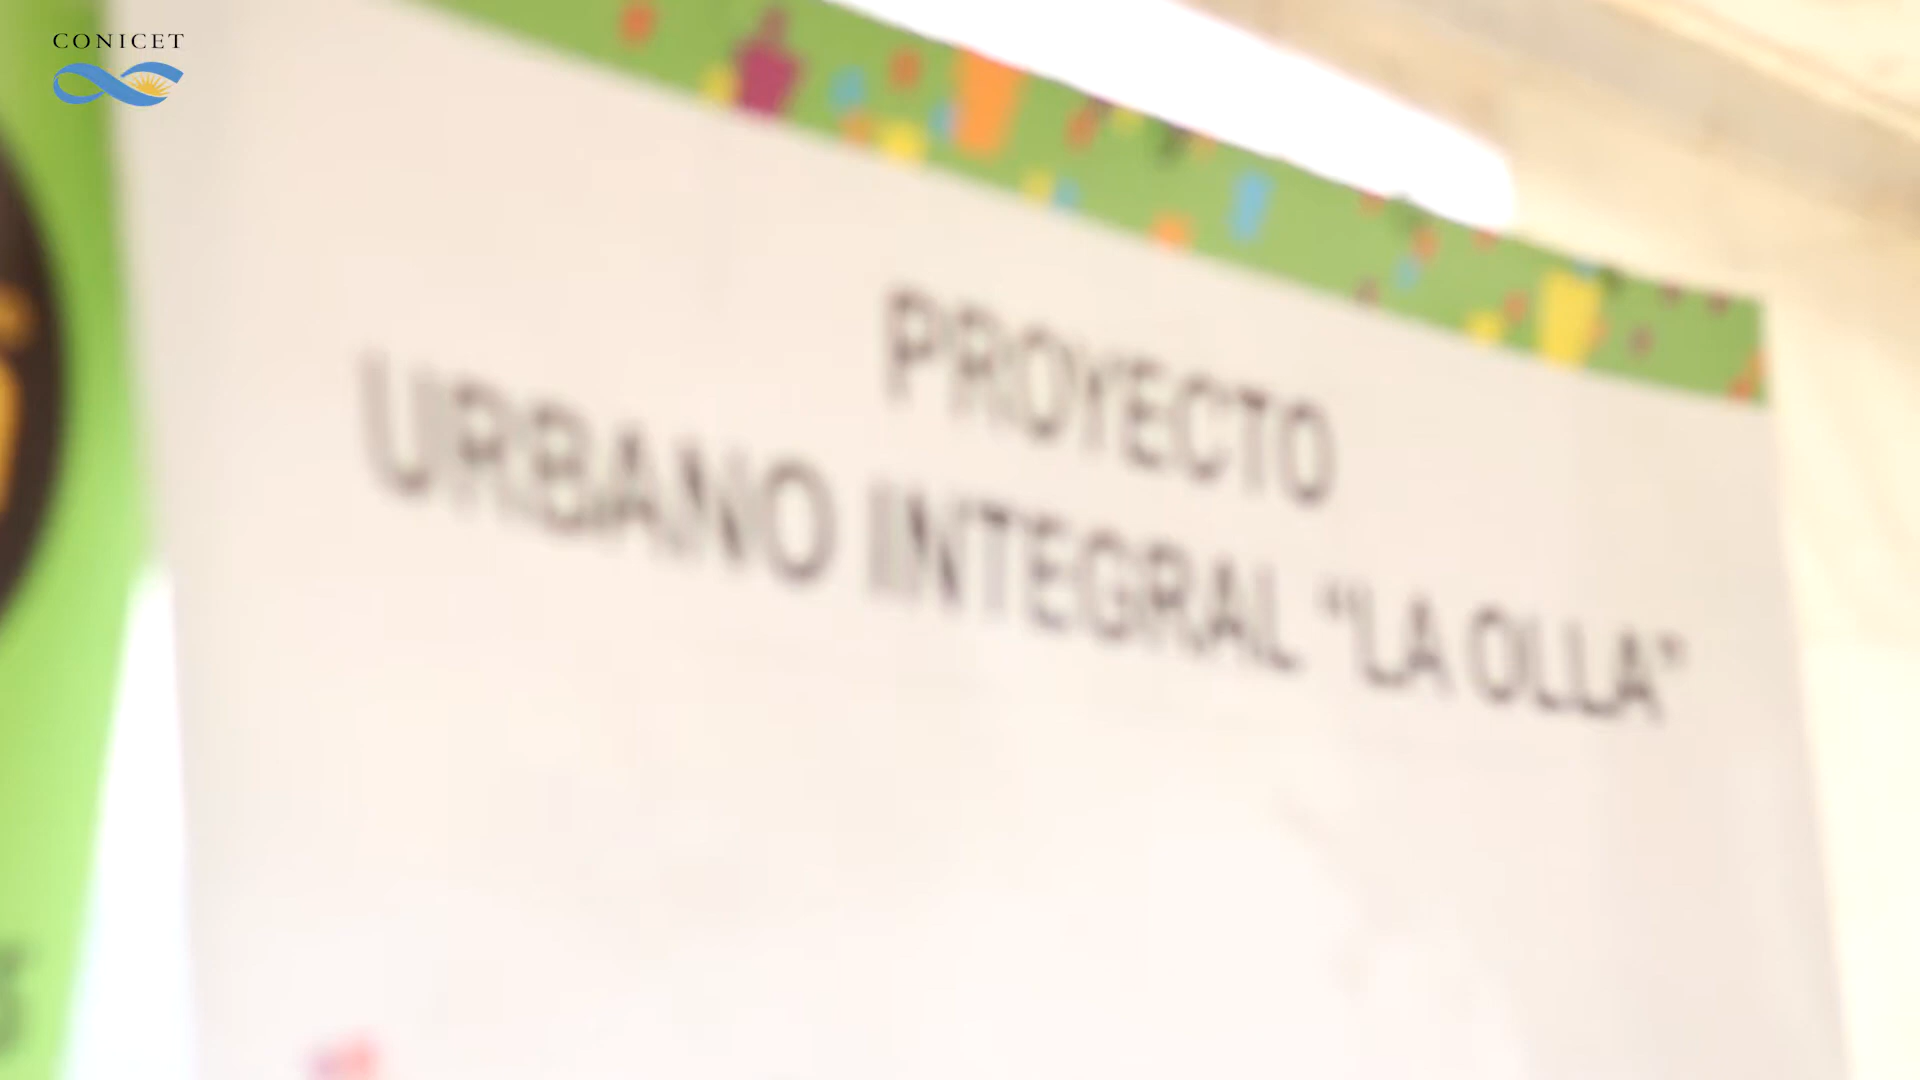 CONICET
PROYECTO
URBANO INTEGRAL “LA OLLA”